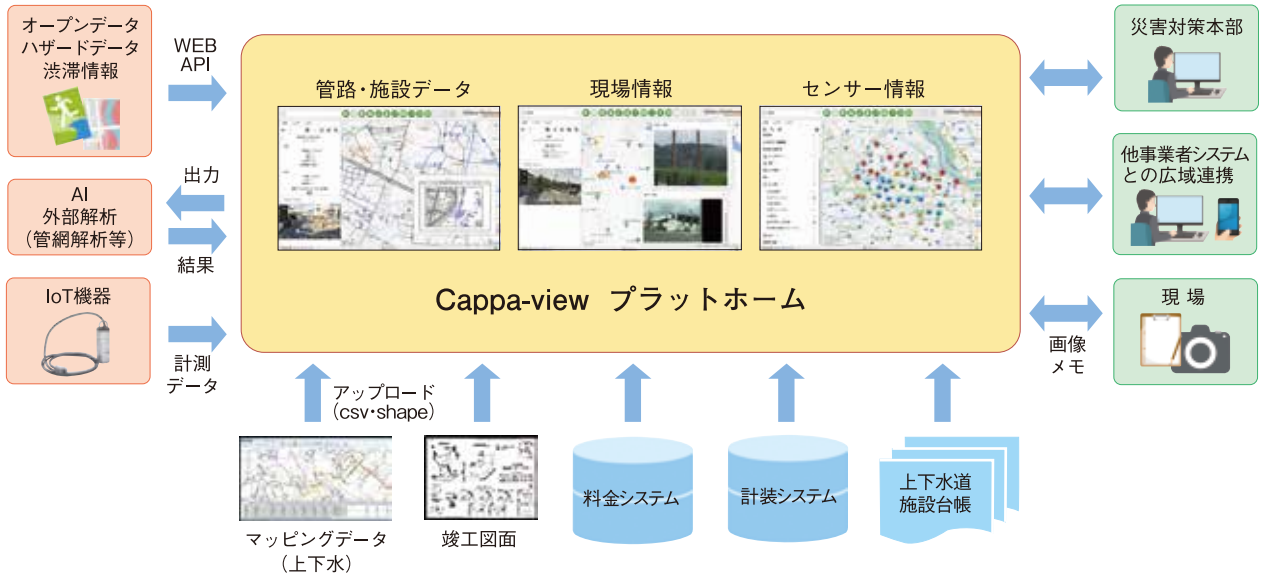 オープンデータ
ハザードデータ
渋滞情報
WEB
API
AI
外部解析
(管網解析等)
出力
結果
IoT機器
計測
データ
管路・施設データ
現場情報
センサー情報
Cappa-view プラットホーム
災害対策本部
他事業者システム
との広域連携
現 場
画像
メモ
アップロード
(csv・shape)
マッピングデータ
(上下水)
竣工図面
料金システム
計装システム
上下水道
施設台帳